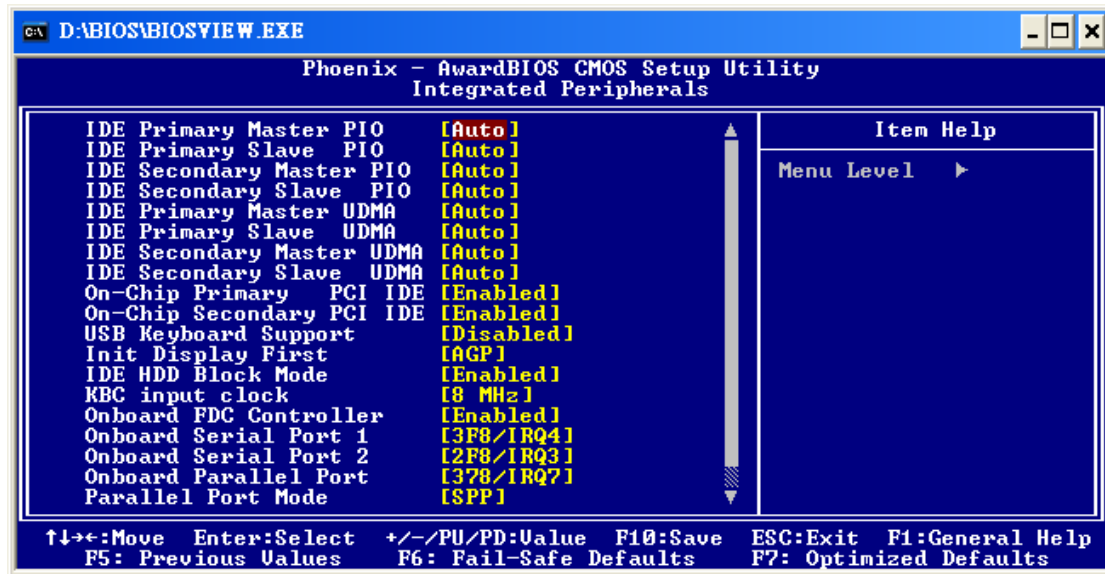 D:\BIOS\BIOSVIEW.EXE
Phoenix - AwardBIOS CMOS Setup Utility
Integrated Peripherals
IDE Primary Master PIO [Auto]
IDE Primary Slave PIO [Auto]
IDE Secondary Master PIO [Auto]
IDE Secondary Slave PIO [Auto]
IDE Primary Master UDMA [Auto]
IDE Primary Slave UDMA [Auto]
IDE Secondary Master UDMA [Auto]
IDE Secondary Slave UDMA [Auto]
On-Chip Primary PCI IDE [Enabled]
On-Chip Secondary PCI IDE [Enabled]
USB Keyboard Support [Disabled]
Init Display First [AGP]
IDE HDD Block Mode [Enabled]
KBC input clock [8 MHz]
Onboard FDC Controller [Enabled]
Onboard Serial Port 1 [3F8/IRQ4]
Onboard Serial Port 2 [2F8/IRQ3]
Onboard Parallel Port [378/IRQ7]
Parallel Port Mode [SPP]
Item Help
Menu Level ►
↑↓→←:Move Enter:Select +/-/PU/PD:Value F10:Save ESC:Exit F1:General Help
F5: Previous Values F6: Fail-Safe Defaults F7: Optimized Defaults